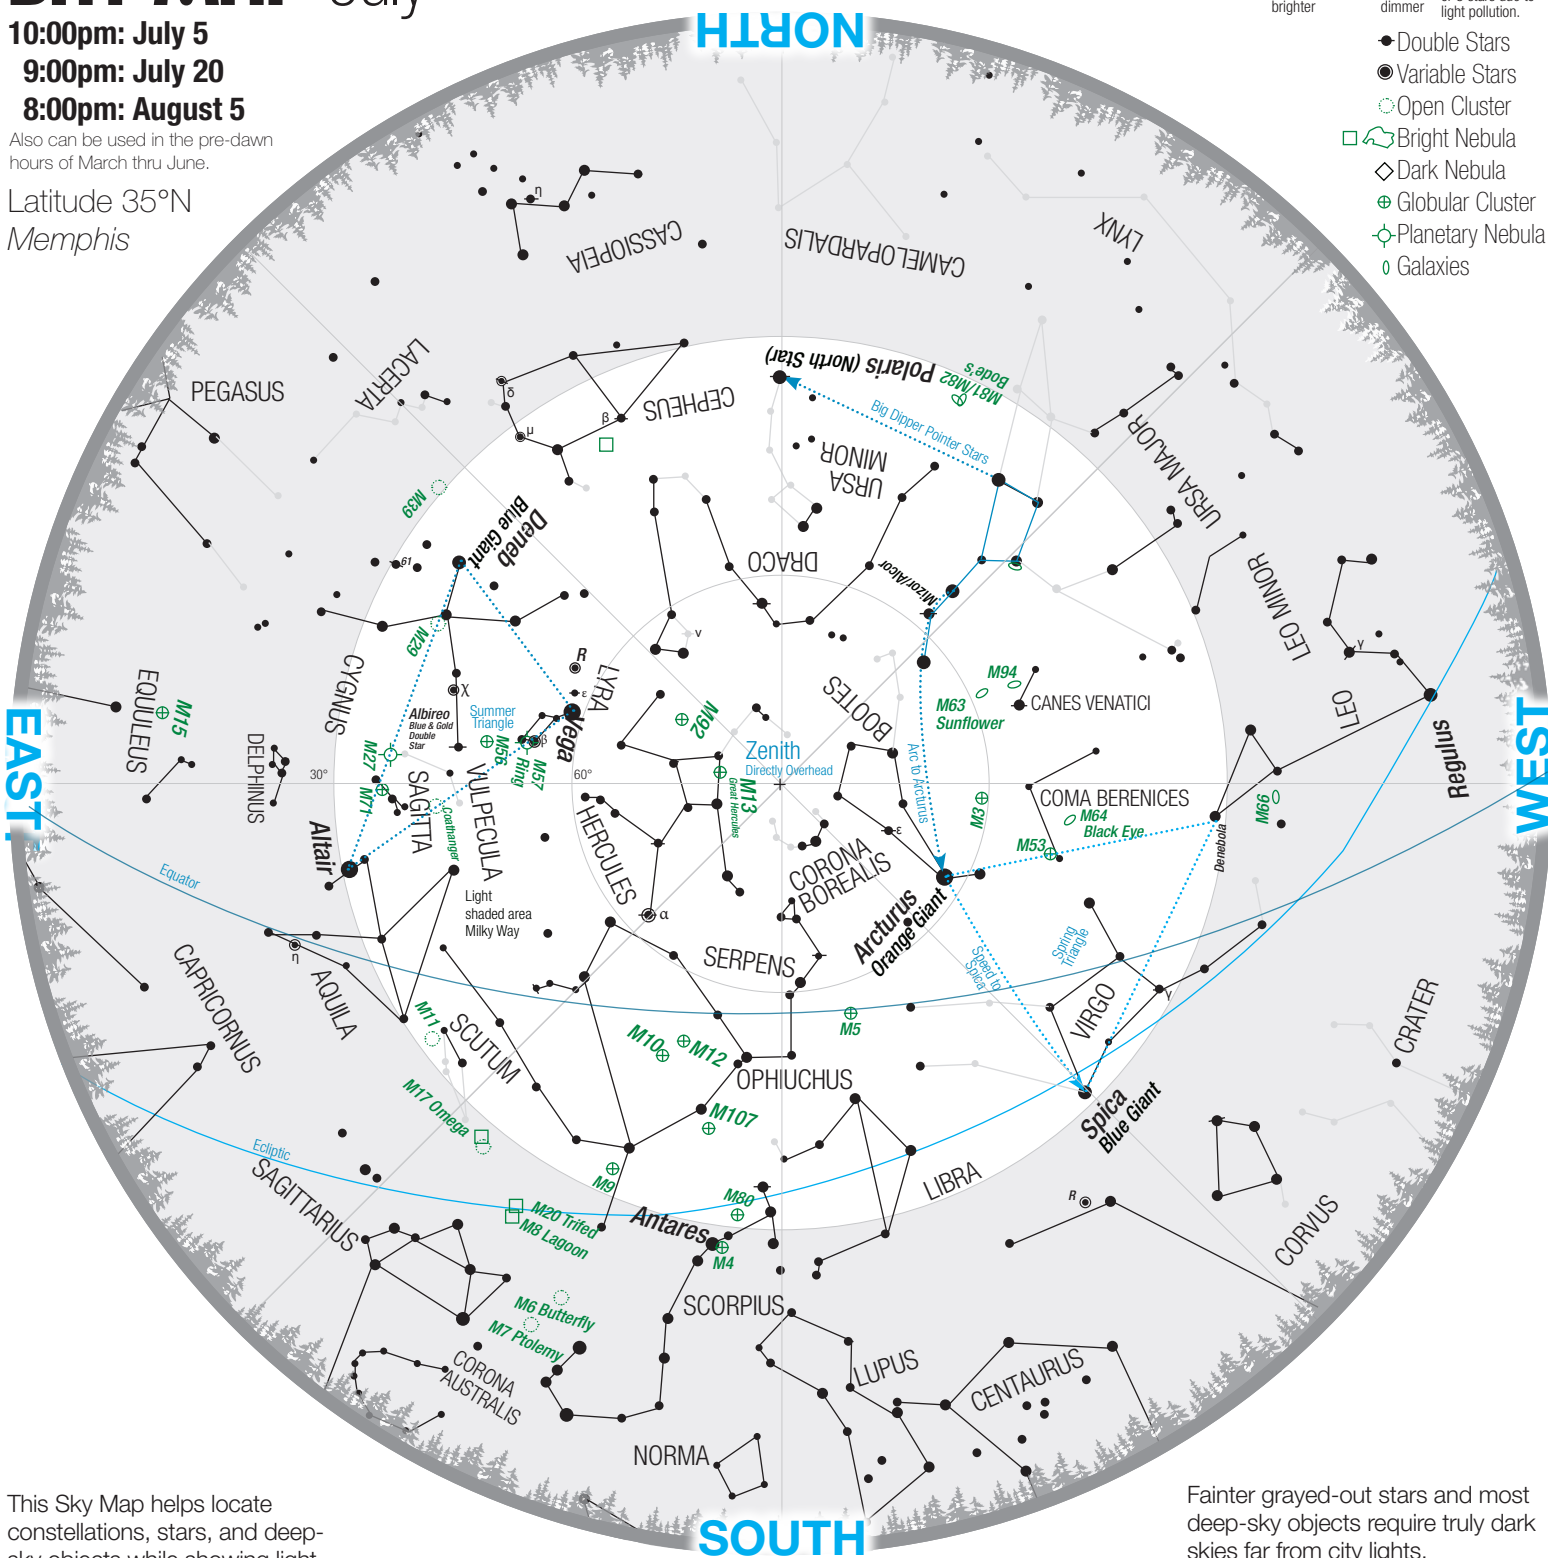 July
10:00pm: July 5
9:00pm: July 20
8:00pm: August 5
Also can be used in the pre-dawn
hours of March thru June.
Latitude 35°N
Memphis
brighter
dimmer
light pollution.
Double Stars
Variable Stars
Open Cluster
Bright Nebula
Dark Nebula
Globular Cluster
Planetary Nebula
Galaxies
NORTH
CASSIOPEIA
η
CAMELOPARDALIS
LYNX
PEGASUS
LACERTA
CEPHEUS
δ
μ
β
Polaris (North Star)
M81/M82
Bode's
Big Dipper Pointer Stars
URSA
MINOR
URSA MAJOR
M39
Deneb
Blue Giant
61
DRACO
ν
Mizor/Alcor
LEO MINOR
γ
LEO
Regulus
M29
CYGNUS
χ
R
ε
LYRA
Albireo
Blue & Gold
Double
Star
Summer
Triangle
M56
β
Vega
M57
Ring
M92
BOOTES
M94
M63
Sunflower
CANES VENATICI
EAST
EQUULEUS
M15
DELPHINUS
M27
M71
SAGITTA
Coathanger
VULPECULA
30°
60°
Zenith
Directly Overhead
M13
Great Hercules
HERCULES
α
Arc to Arcturus
M3
COMA BERENICES
M64
Black Eye
M53
Denebola
M66
WEST
Altair
Equator
Light
shaded area
Milky Way
CORONA
BOREALIS
ε
Arcturus
Orange Giant
SERPENS
Speed to
Spica
Spring
Triangle
VIRGO
γ
CAPRICORNUS
η
AQUILA
M11
SCUTUM
M10
M12
M5
OPHIUCHUS
M107
CRATER
M17 Omega
M9
Spica
Blue Giant
Ecliptic
SAGITTARIUS
M20 Trifed
M8 Lagoon
Antares
M80
M4
LIBRA
R
CORVUS
M6 Butterfly
M7 Ptolemy
SCORPIUS
CORONA
AUSTRALIS
LUPUS
CENTAURUS
NORMA
SOUTH
This Sky Map helps locate
constellations, stars, and deep-
Fainter grayed-out stars and most
deep-sky objects require truly dark
skies far from city lights.